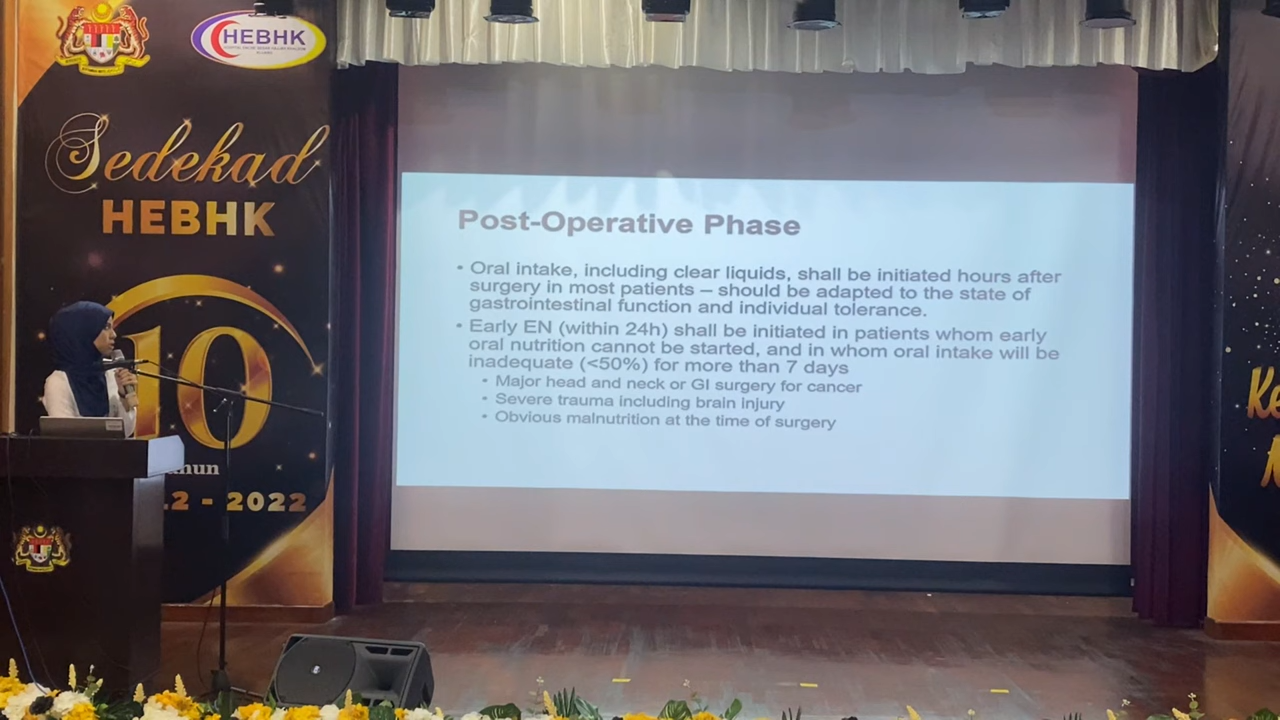 HEBHK
Sedekad
HEBHK
10
2 - 2022
Post-Operative Phase
• Oral intake, including clear liquids, shall be initiated hours after
surgery in most patients – should be adapted to the state of
gastrointestinal function and individual tolerance.
• Early EN (within 24h) shall be initiated in patients whom early
oral nutrition cannot be started, and in whom oral intake will be
inadequate (<50%) for more than 7 days
• Major head and neck or GI surgery for cancer
• Severe trauma including brain injury
• Obvious malnutrition at the time of surgery